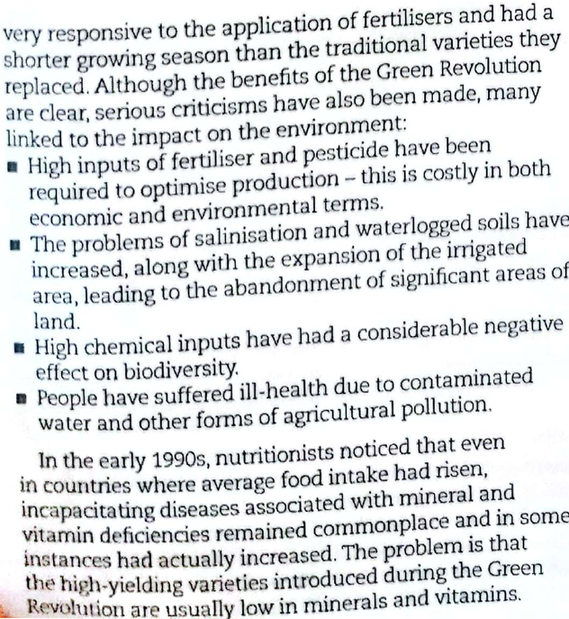 very responsive to the application of fertilisers and had a
shorter growing season than the traditional varieties they
replaced. Although the benefits of the Green Revolution
are clear, serious criticisms have also been made, many
linked to the impact on the environment:
■ High inputs of fertiliser and pesticide have been
required to optimise production – this is costly in both
economic and environmental terms.
■ The problems of salinisation and waterlogged soils have
increased, along with the expansion of the irrigated
area, leading to the abandonment of significant areas of
land.
■ High chemical inputs have had a considerable negative
effect on biodiversity.
■ People have suffered ill-health due to contaminated
water and other forms of agricultural pollution.
In the early 1990s, nutritionists noticed that even
in countries where average food intake had risen,
incapacitating diseases associated with mineral and
vitamin deficiencies remained commonplace and in some
instances had actually increased. The problem is that
the high-yielding varieties introduced during the Green
Revolution are usually low in minerals and vitamins.